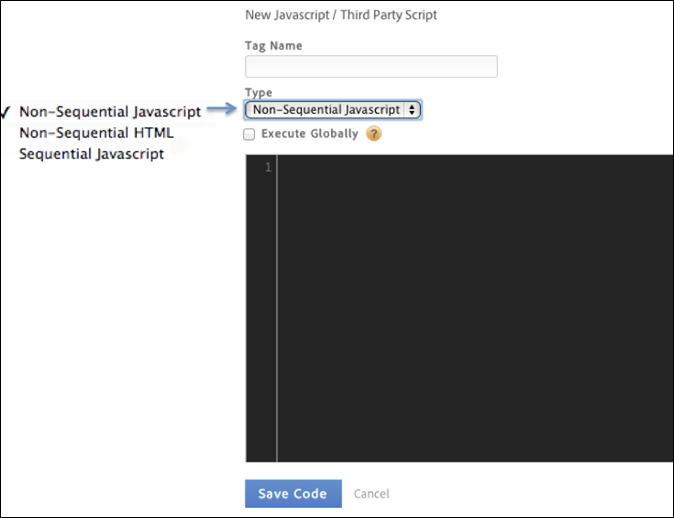 New Javascript / Third Party Script
Tag Name
Type
✓ Non-Sequential Javascript
Non-Sequential HTML
Sequential Javascript
Non-Sequential Javascript
Execute Globally ?
1
Save Code Cancel